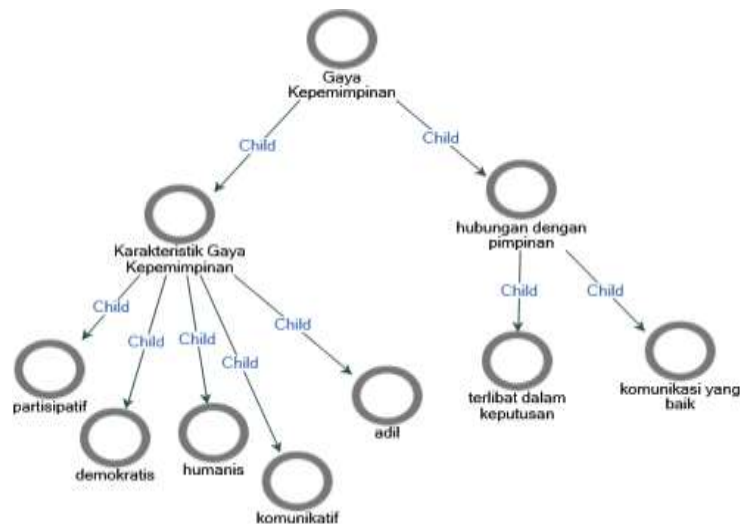 Gaya
Kepemimpinan
Child
Child
Karakteristik Gaya
Kepemimpinan
hubungan dengan
pimpinan
Child
Child
Child
Child
Child
Child
Child
partisipatif
demokratis
humanis
komunikatif
adil
terlibat dalam
keputusan
komunikasi yang
baik